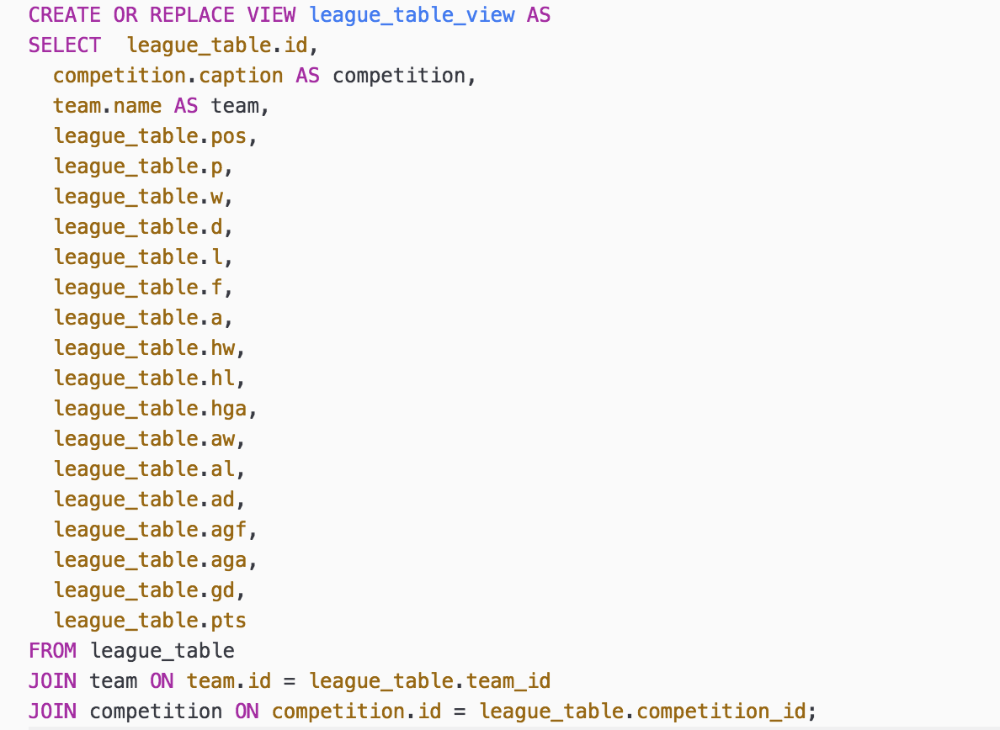 CREATE OR REPLACE VIEW league_table_view AS
SELECT  league_table.id,
  competition.caption AS competition,
  team.name AS team,
  league_table.pos,
  league_table.p,
  league_table.w,
  league_table.d,
  league_table.l,
  league_table.f,
  league_table.a,
  league_table.hw,
  league_table.hl,
  league_table.hga,
  league_table.aw,
  league_table.al,
  league_table.ad,
  league_table.agf,
  league_table.aga,
  league_table.gd,
  league_table.pts
FROM league_table
JOIN team ON team.id = league_table.team_id
JOIN competition ON competition.id = league_table.competition_id;